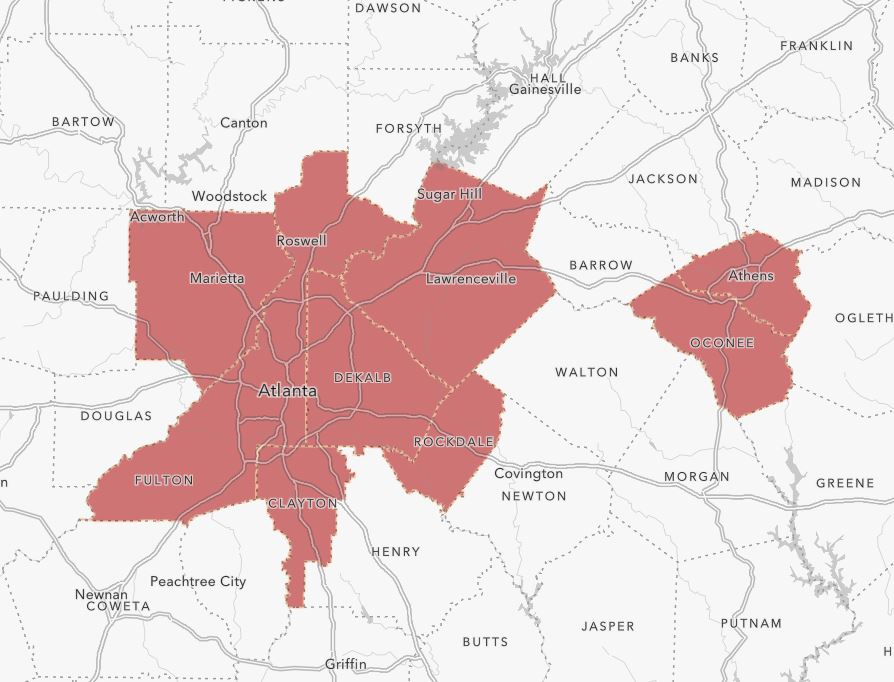 DAWSON
FRANKLIN
BANKS
HALL
Gainesville
BARTOW
Canton
FORSYTH
JACKSON
MADISON
Woodstock
Sugar Hill
Acworth
Roswell
BARROW
Marietta
Lawrenceville
Athens
PAULDING
OGLETH
OCONEE
WALTON
DEKALB
Atlanta
DOUGLAS
ROCKDALE
Covington
FULTON
MORGAN
GREENE
n
NEWTON
CLAYTON
HENRY
Peachtree City
Newnan
COWETA
JASPER
PUTNAM
BUTTS
H
Griffin